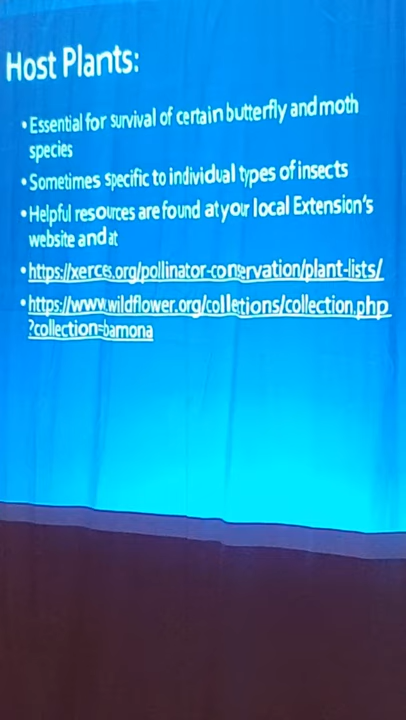 Host Plants:
• Essential for survival of certain butterfly and moth
species
• Sometimes specific to individual types of insects
• Helpful resources are found at your local Extension's
website and at
• https://xerces.org/pollinator-conservation/plant-lists/
• https://www.wildflower.org/collections/collection.php
?collection=bamona